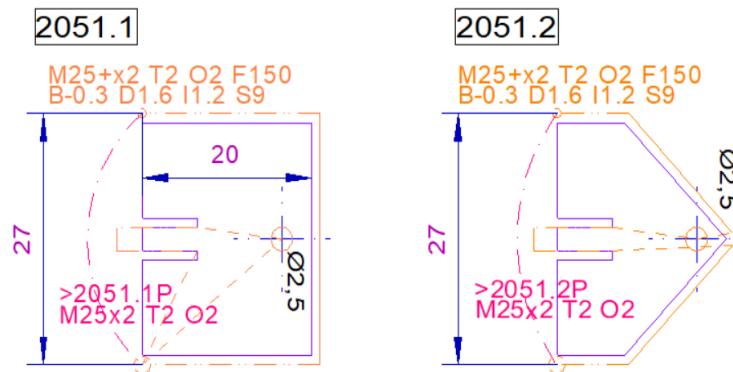 2051.1
M25+x2 T2 O2 F150
B-0.3 D1.6 I1.2 S9
20
27
Ø2,5
>2051.1P
M25x2 T2 O2
2051.2
M25+x2 T2 O2 F150
B-0.3 D1.6 I1.2 S9
Ø2,5
27
>2051.2P
M25x2 T2 O2